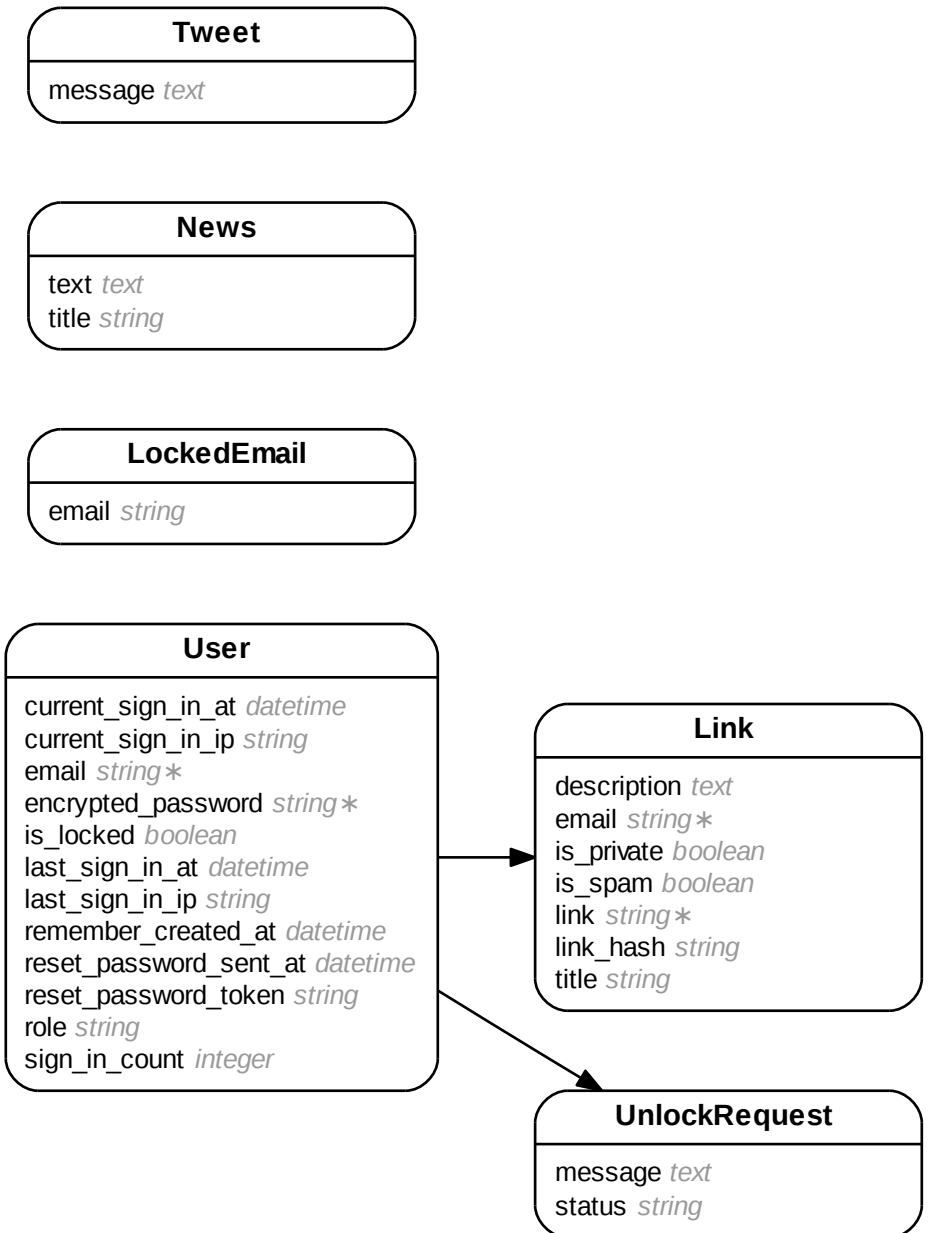 Tweet
message text
News
text text
title string
LockedEmail
email string
User
current_sign_in_at datetime
current_sign_in_ip string
email string∗
encrypted_password string∗
is_locked boolean
last_sign_in_at datetime
last_sign_in_ip string
remember_created_at datetime
reset_password_sent_at datetime
reset_password_token string
role string
sign_in_count integer
Link
description text
email string∗
is_private boolean
is_spam boolean
link string∗
link_hash string
title string
UnlockRequest
message text
status string